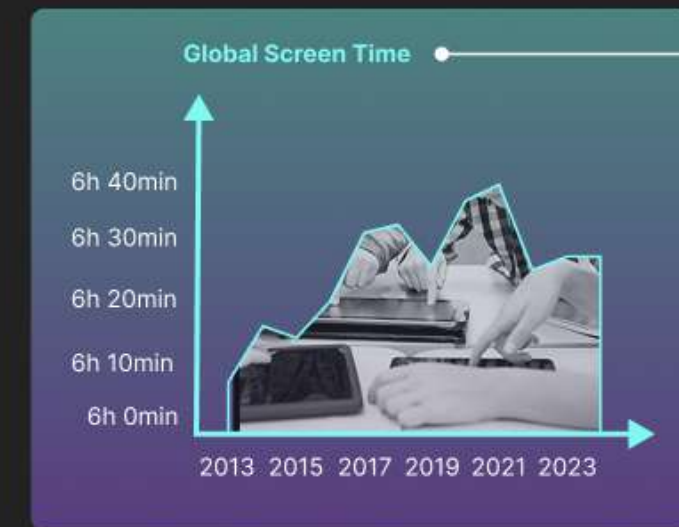 Global Screen Time
6h 40min
6h 30min
6h 20min
6h 10min
6h 0min
2013 2015 2017 2019 2021 2023